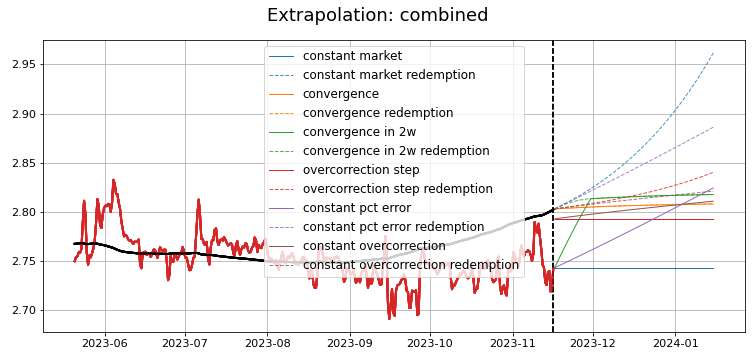 Extrapolation: combined
constant market
constant market redemption
convergence
convergence redemption
convergence in 2w
convergence in 2w redemption
overcorrection step
overcorrection step redemption
constant pct error
constant pct error redemption
constant overcorrection
constant overcorrection redemption
2.95
2.90
2.85
2.80
2.75
2.70
2023-06 2023-07 2023-08 2023-09 2023-10 2023-11 2023-12 2024-01